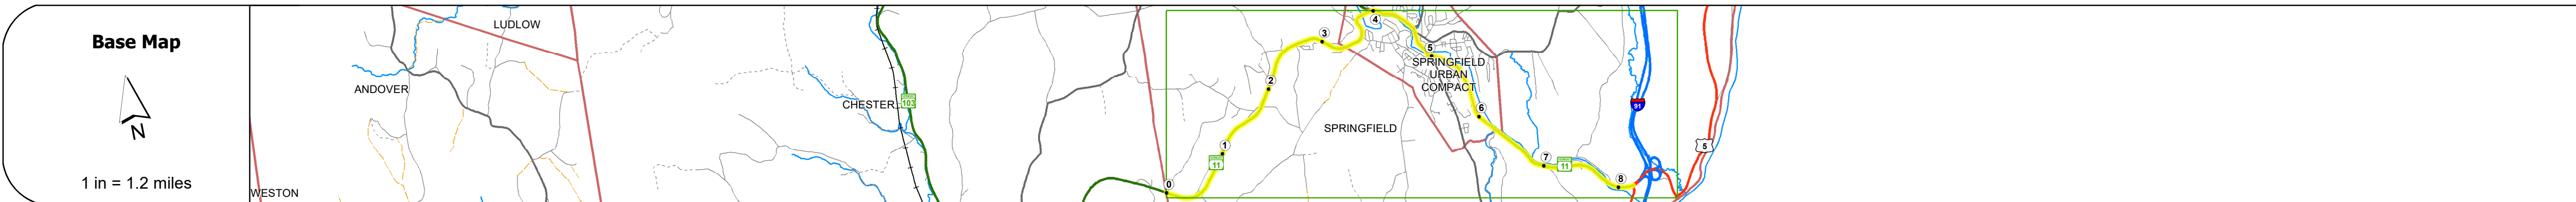 Base Map
N
1 in = 1.2 miles
LUDLOW
ANDOVER
WESTON
CHESTER
103
0
1
11
2
3
4
5
SPRINGFIELD
URBAN
COMPACT
6
SPRINGFIELD
7
11
8
91
5